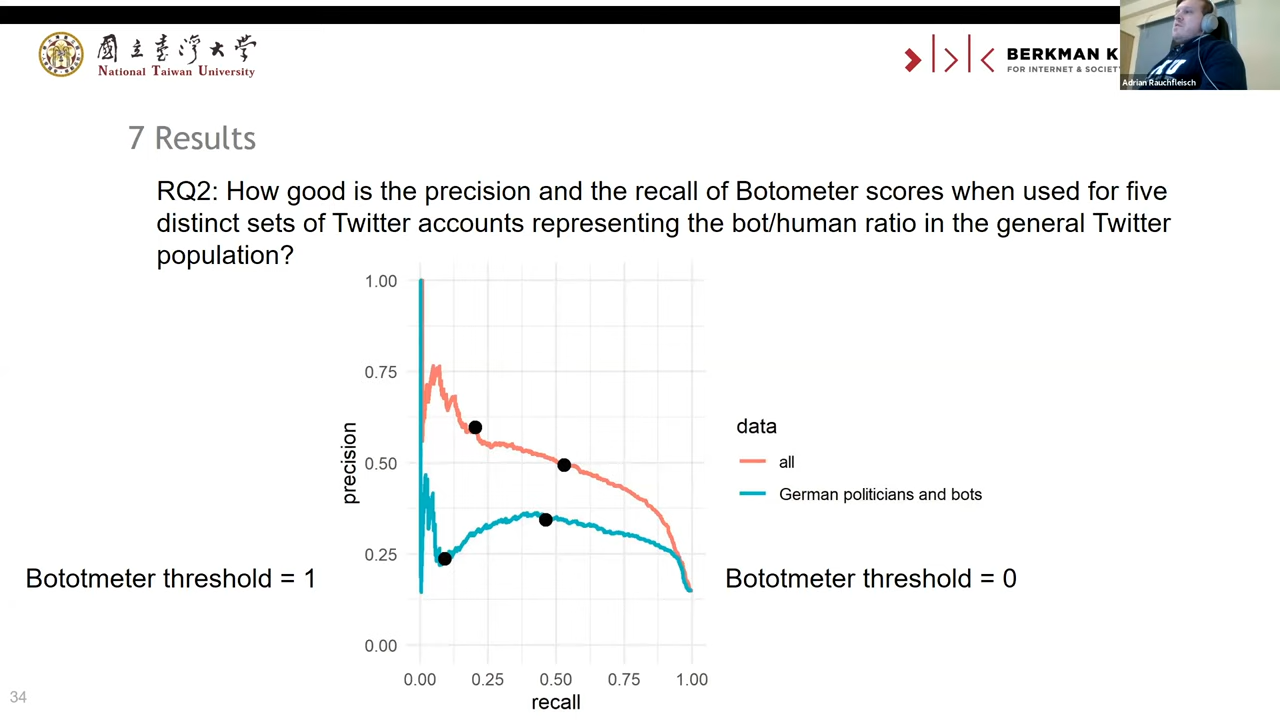 國立臺灣大學
National Taiwan University
BERKMAN K
FOR INTERNET & SOCIETY
Adrian Rauchfleisch
7 Results
RQ2: How good is the precision and the recall of Botometer scores when used for five
distinct sets of Twitter accounts representing the bot/human ratio in the general Twitter
population?
1.00
0.75
0.50
0.25
0.00
precision
0.00 0.25 0.50 0.75 1.00
recall
data
all
German politicians and bots
Bototmeter threshold = 1
Bototmeter threshold = 0
34